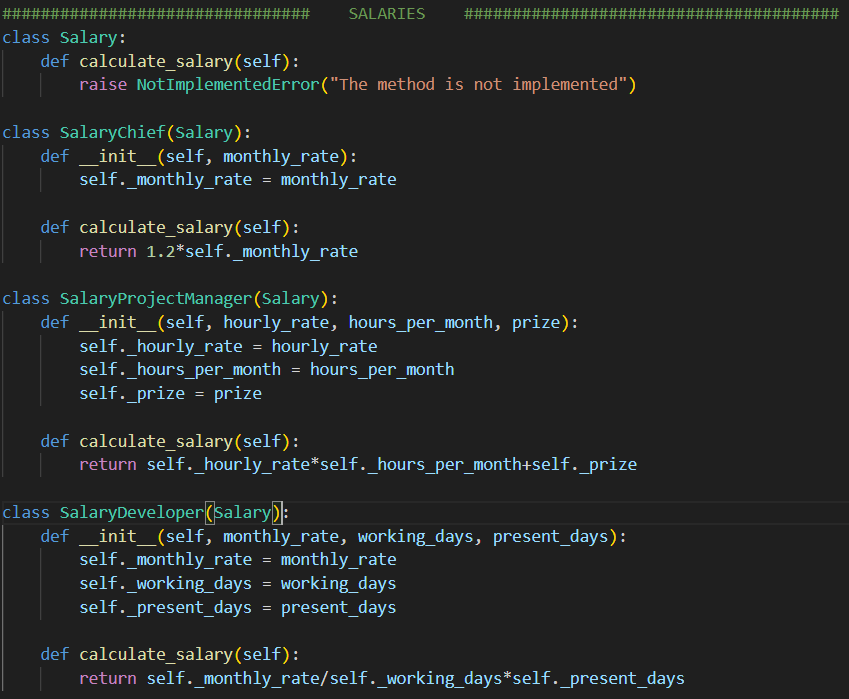 ################################    SALARIES    #######################################
class Salary:
    def calculate_salary(self):
        raise NotImplementedError("The method is not implemented")

class SalaryChief(Salary):
    def __init__(self, monthly_rate):
        self._monthly_rate = monthly_rate

    def calculate_salary(self):
        return 1.2*self._monthly_rate

class SalaryProjectManager(Salary):
    def __init__(self, hourly_rate, hours_per_month, prize):
        self._hourly_rate = hourly_rate
        self._hours_per_month = hours_per_month
        self._prize = prize

    def calculate_salary(self):
        return self._hourly_rate*self._hours_per_month+self._prize

class SalaryDeveloper(Salary):
    def __init__(self, monthly_rate, working_days, present_days):
        self._monthly_rate = monthly_rate
        self._working_days = working_days
        self._present_days = present_days

    def calculate_salary(self):
        return self._monthly_rate/self._working_days*self._present_days